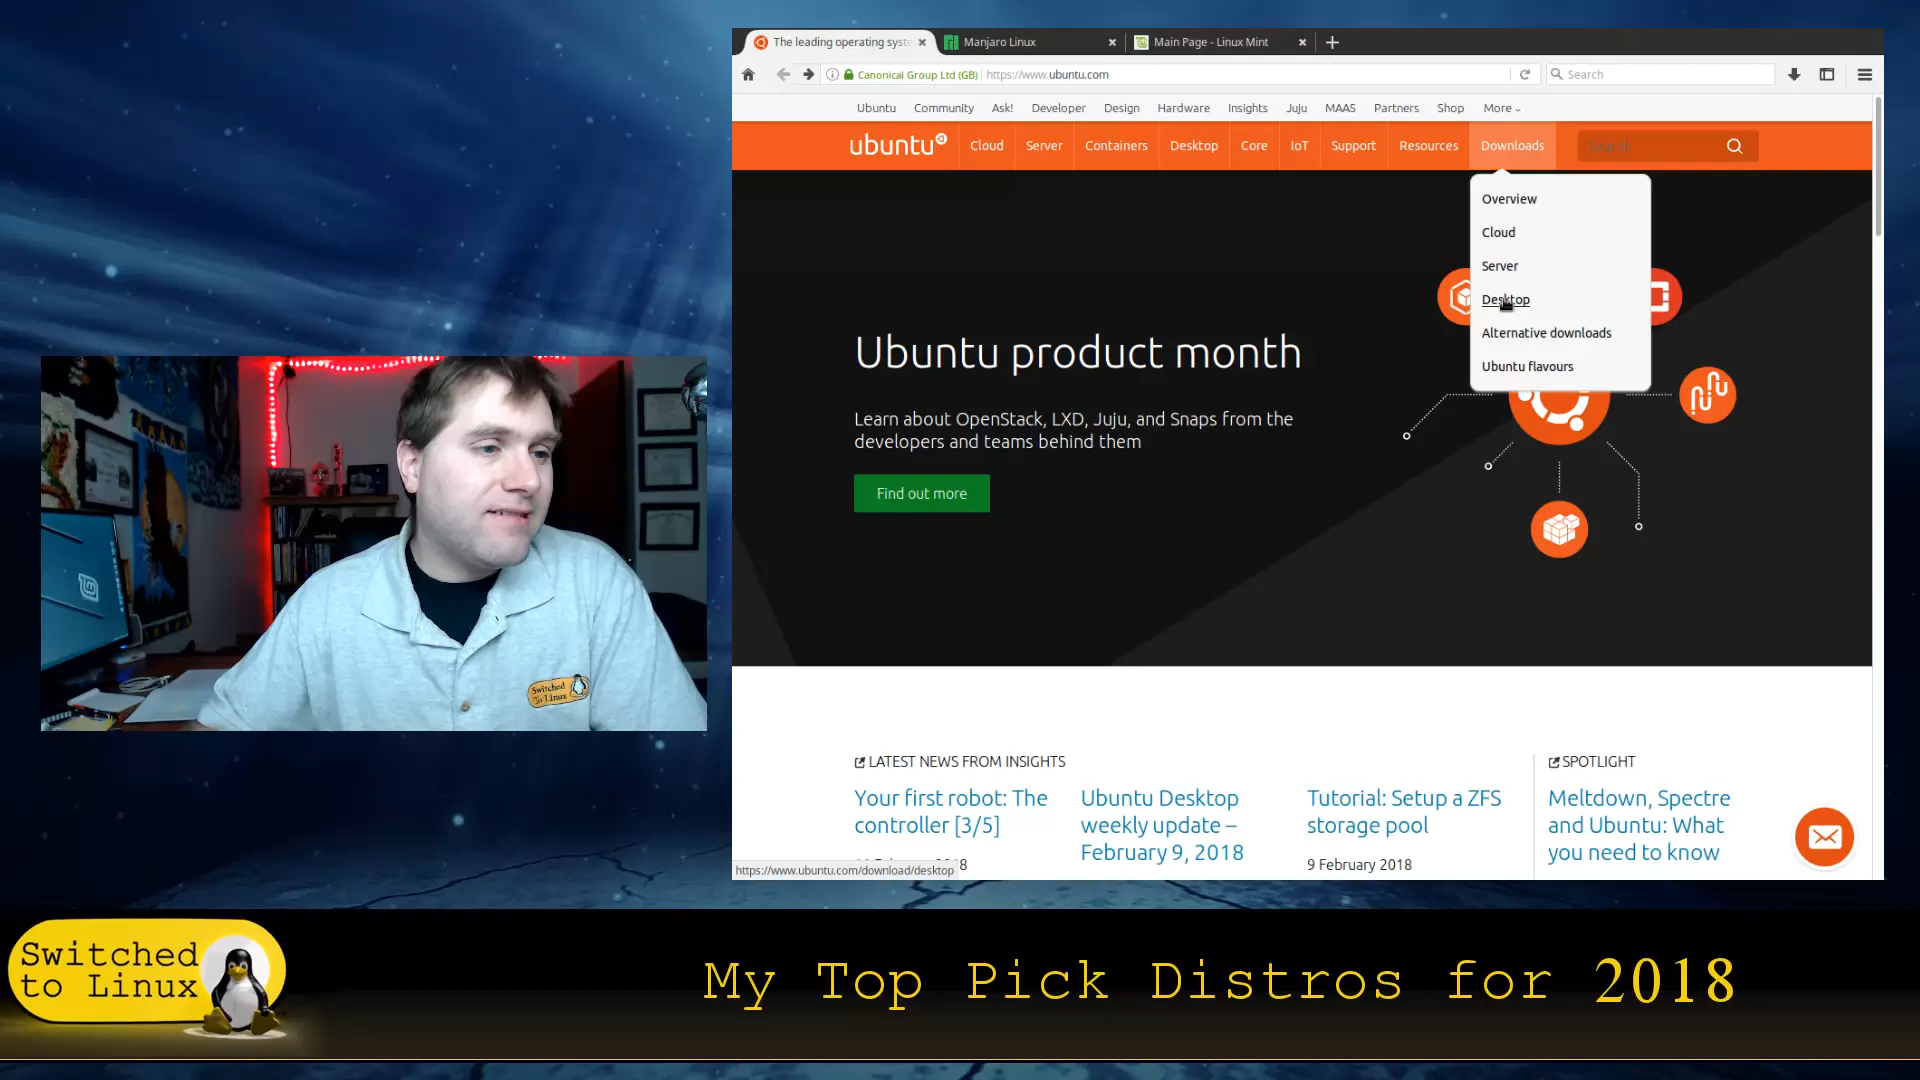 The leading operating syst
Manjaro Linux
Main Page - Linux Mint
Canonical Group Ltd (GB)
https://www.ubuntu.com
Search
Ubuntu
Community
Ask!
Developer
Design
Hardware
Insights
Juju
MAAS
Partners
Shop
More
ubuntu
Cloud
Server
Containers
Desktop
Core
IoT
Support
Resources
Downloads
Search
Overview
Cloud
Server
Desktop
Alternative downloads
Ubuntu flavours
Ubuntu product month
Learn about OpenStack, LXD, Juju, and Snaps from the
developers and teams behind them
Find out more
Switched
To Linux
LATEST NEWS FROM INSIGHTS
SPOTLIGHT
Your first robot: The
controller [3/5]
Ubuntu Desktop
weekly update –
February 9, 2018
Tutorial: Setup a ZFS
storage pool
9 February 2018
Meltdown, Spectre
and Ubuntu: What
you need to know
https://www.ubuntu.com/download/desktop
Switched
to Linux
My Top Pick Distros for 2018